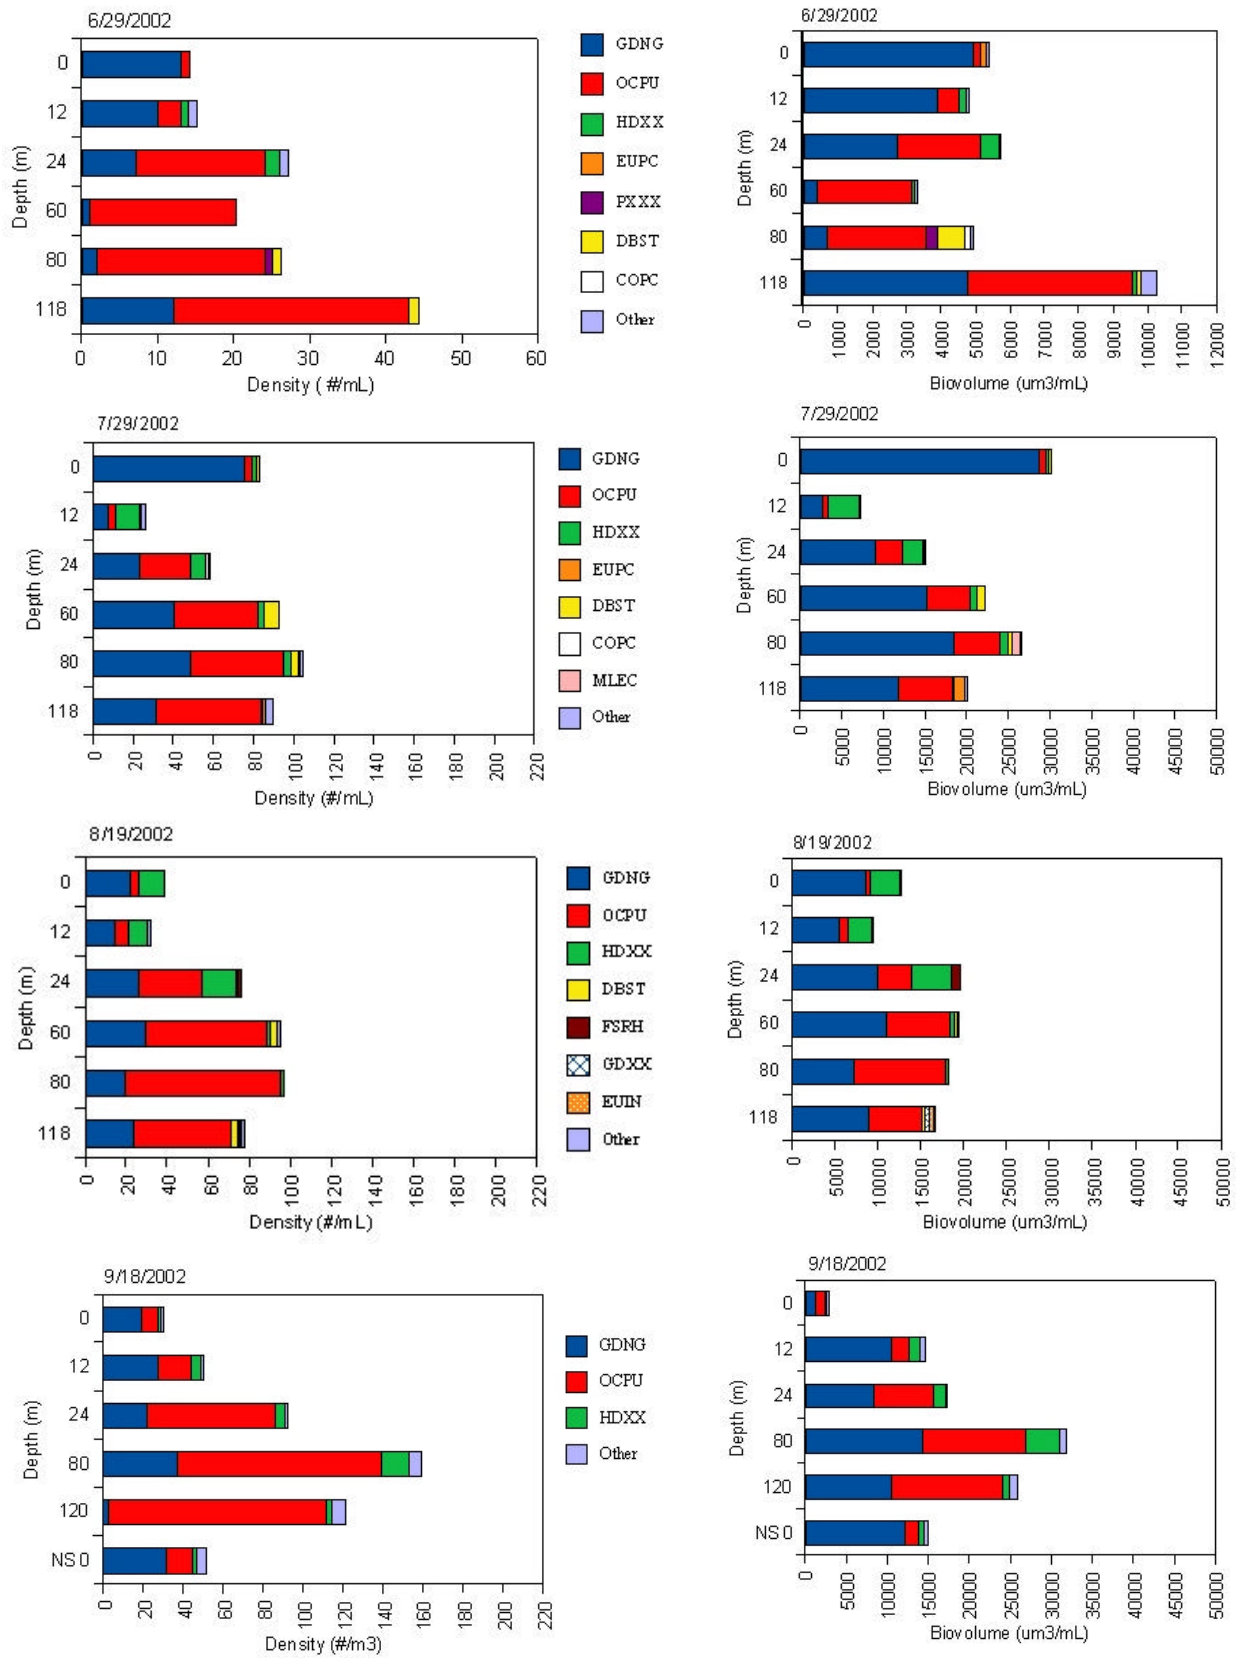 6/29/2002
0
12
24
60
80
118
Depth (m)
0 10 20 30 40 50 60
Density ( #/mL)
GDNG
OCPU
HDXX
EUPC
PXXX
DBST
COPC
Other
6/29/2002
0
12
24
60
80
118
Depth (m)
0 1000 2000 3000 4000 5000 6000 7000 8000 9000 10000 11000 12000
Biovolume (um3/mL)
7/29/2002
0
12
24
60
80
118
Depth (m)
0 20 40 60 80 100 120 140 160 180 200 220
Density (#/mL)
GDNG
OCPU
HDXX
EUPC
DBST
COPC
MLEC
Other
7/29/2002
0
12
24
60
80
118
Depth (m)
0 5000 10000 15000 20000 25000 30000 35000 40000 45000 50000
Biovolume (um3/mL)
8/19/2002
0
12
24
60
80
118
Depth (m)
0 20 40 60 80 100 120 140 160 180 200 220
Density (#/mL)
GDNG
OCPU
HDXX
DBST
FSRH
GDXX
EUIN
Other
8/19/2002
0
12
24
60
80
118
Depth (m)
0 5000 10000 15000 20000 25000 30000 35000 40000 45000 50000
Biovolume (um3/mL)
9/18/2002
0
12
24
80
120
NS 0
Depth (m)
0 20 40 60 80 100 120 140 160 180 200 220
Density (#/m3)
GDNG
OCPU
HDXX
Other
9/18/2002
0
12
24
80
120
NS 0
Depth (m)
0 5000 10000 15000 20000 25000 30000 35000 40000 45000 50000
Biovolume (um3/mL)